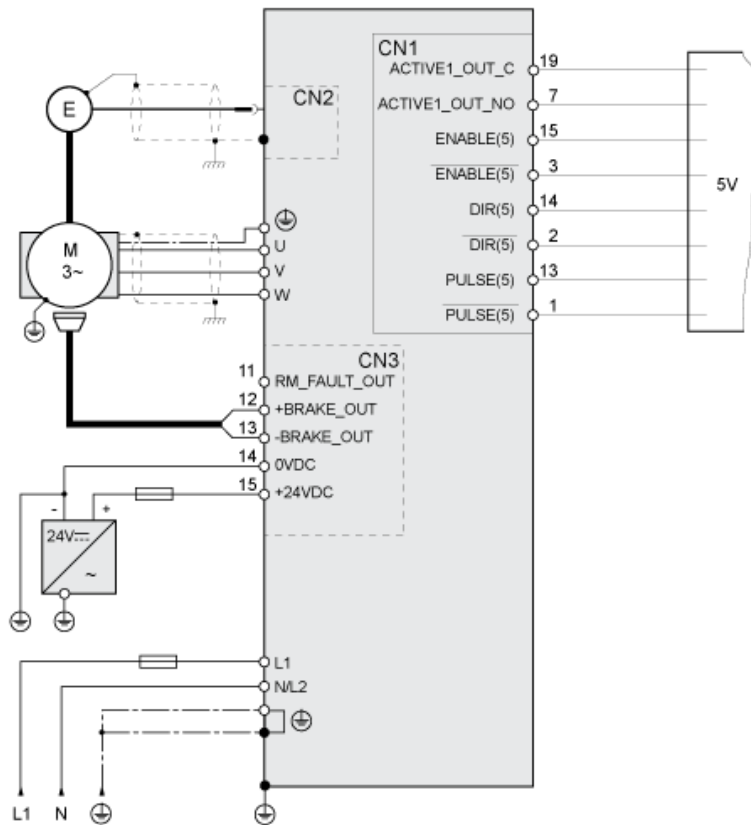 CN1
ACTIVE1_OUT_C 19
ACTIVE1_OUT_NO 7
ENABLE(5) 15
ENABLE(5) 3
DIR(5) 14
DIR(5) 2
PULSE(5) 13
PULSE(5) 1
5V
CN2
E
M
3~
U
V
W
CN3
11 RM_FAULT_OUT
12 +BRAKE_OUT
13 -BRAKE_OUT
14 0VDC
15 +24VDC
- +
24V
~
L1
N/L2
L1 N